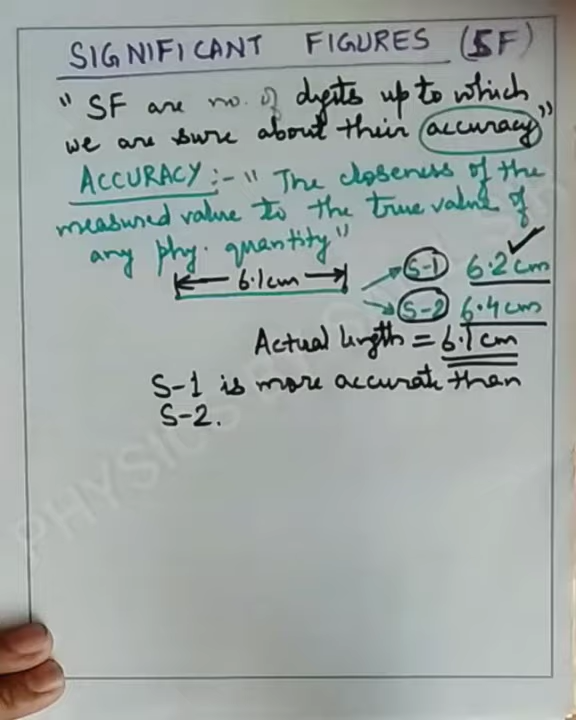 SIGNIFICANT FIGURES (SF)
" SF are no. of digits up to which
we are sure about their accuracy"
ACCURACY :- " The closeness of the
measured value to the true value of
any phy. quantity"
6.1cm S-1 6.2cm
S-2 6.4cm
Actual length = 6.1 cm
S-1 is more accurate than
S-2.
PHYSICS BY